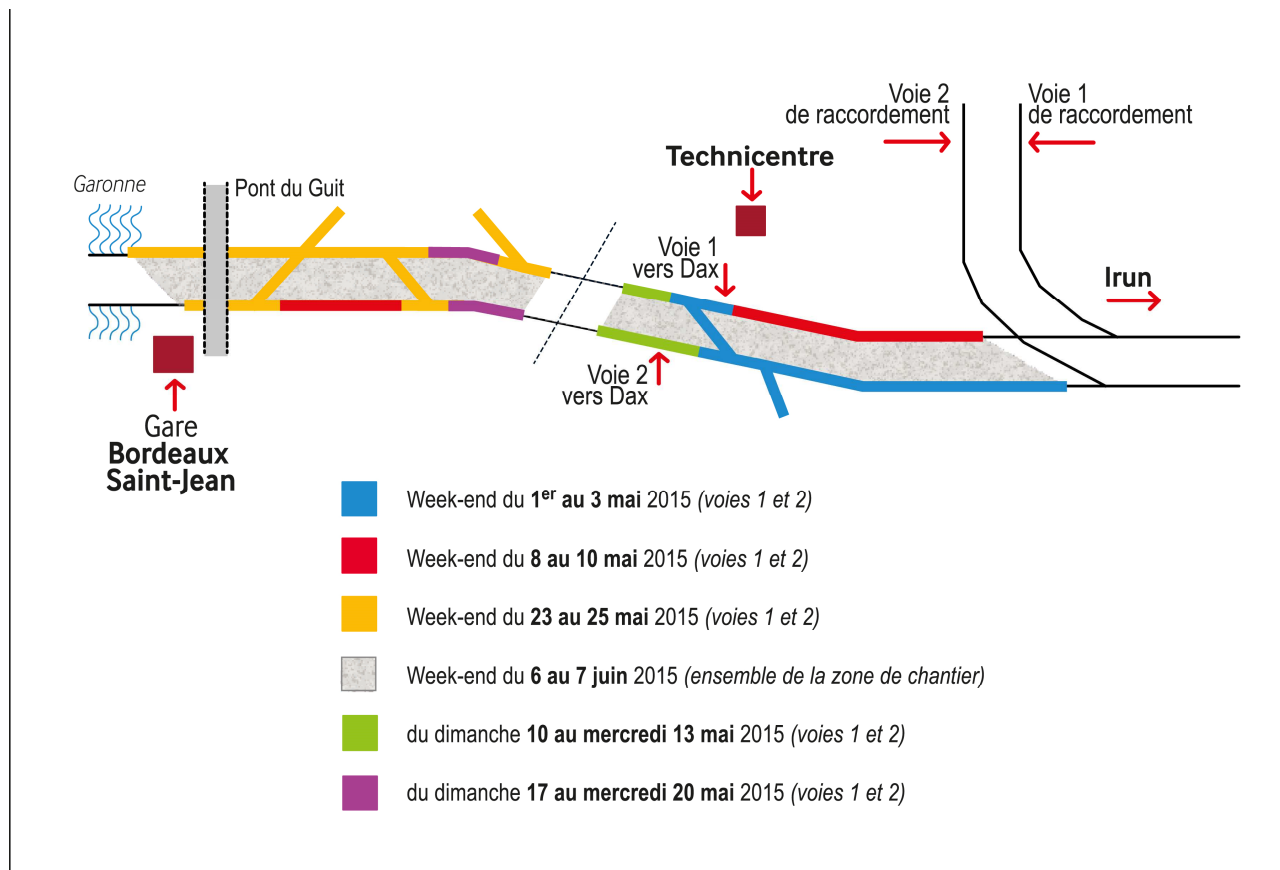 Voie 2
de raccordement
Voie 1
de raccordement
Technicentre
Garonne
Pont du Guit
Voie 1
vers Dax
Irun
Voie 2
vers Dax
Gare
Bordeaux
Saint-Jean
Week-end du 1er au 3 mai 2015 (voies 1 et 2)
Week-end du 8 au 10 mai 2015 (voies 1 et 2)
Week-end du 23 au 25 mai 2015 (voies 1 et 2)
Week-end du 6 au 7 juin 2015 (ensemble de la zone de chantier)
du dimanche 10 au mercredi 13 mai 2015 (voies 1 et 2)
du dimanche 17 au mercredi 20 mai 2015 (voies 1 et 2)